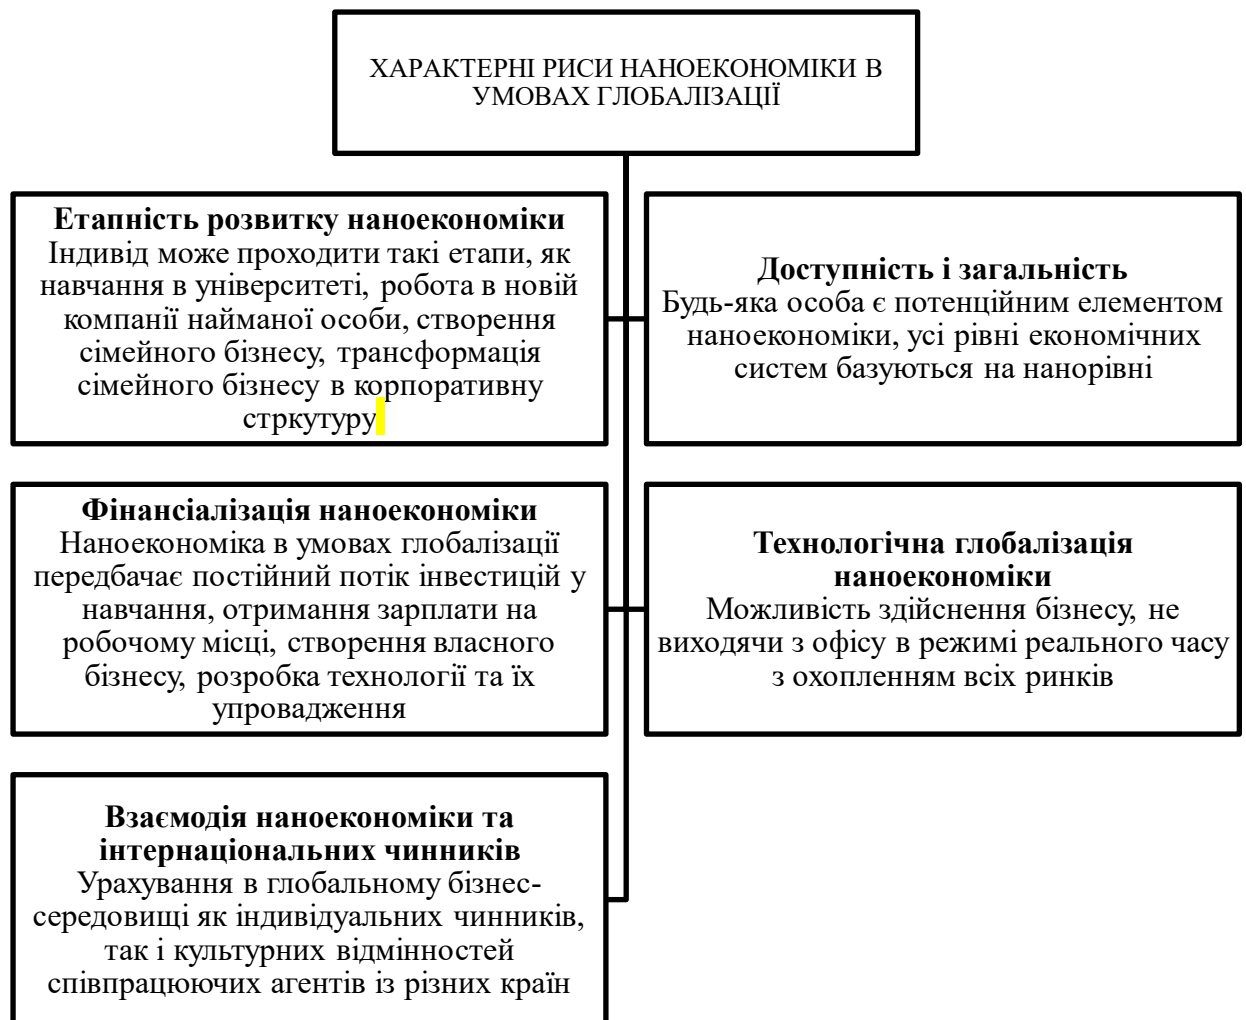 ХАРАКТЕРНІ РИСИ НАНОЕКОНОМІКИ В
УМОВАХ ГЛОБАЛІЗАЦІЇ
Етапність розвитку наноекономіки
Індивід може проходити такі етапи, як
навчання в університеті, робота в новій
компанії найманої особи, створення
сімейного бізнесу, трансформація
сімейного бізнесу в корпоративну
стркутуру
Доступність і загальність
Будь-яка особа є потенційним елементом
наноекономіки, усі рівні економічних
систем базуються на нанорівні
Фінансіалізація наноекономіки
Наноекономіка в умовах глобалізації
передбачає постійний потік інвестицій у
навчання, отримання зарплати на
робочому місці, створення власного
бізнесу, розробка технології та їх
упровадження
Технологічна глобалізація
наноекономіки
Можливість здійснення бізнесу, не
виходячи з офісу в режимі реального часу
з охопленням всіх ринків
Взаємодія наноекономіки та
інтернаціональних чинників
Урахування в глобальному бізнес-
середовищі як індивідуальних чинників,
так і культурних відмінностей
співпрацюючих агентів із різних країн